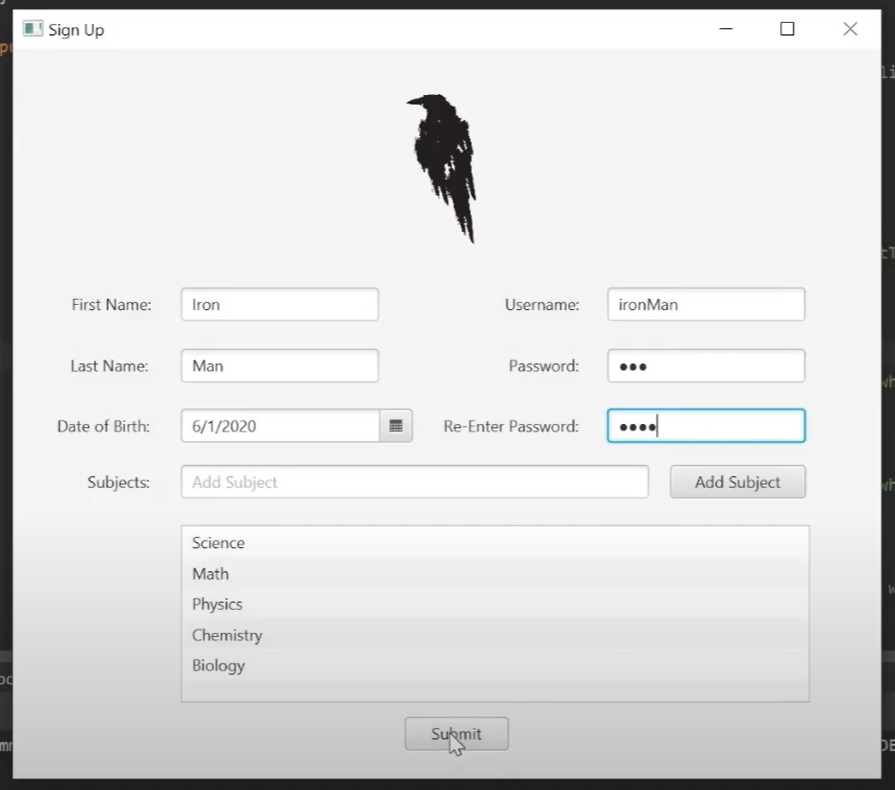 Sign Up
First Name: Iron Username: ironMan
Last Name: Man Password: •••
Date of Birth: 6/1/2020 Re-Enter Password: ••••
Subjects: Add Subject Add Subject
Science
Math
Physics
Chemistry
Biology
Submit